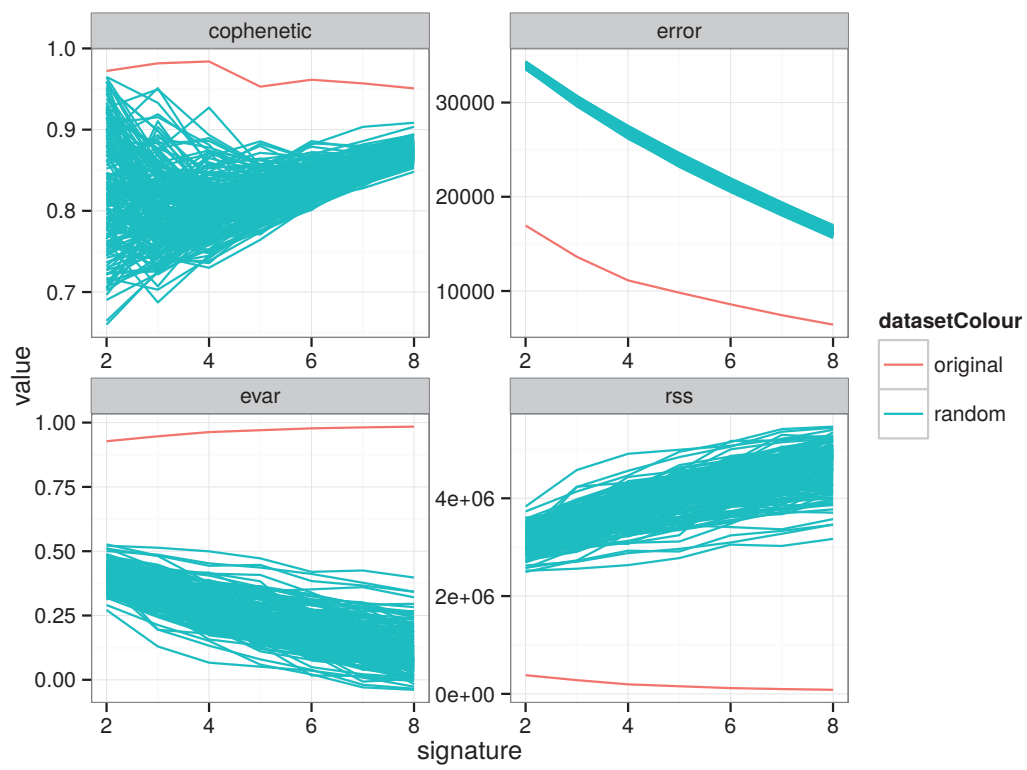 cophenetic
error
1.0
0.9
0.8
0.7
30000
20000
10000
2 4 6 8
2 4 6 8
evar
rss
1.00
0.75
0.50
0.25
0.00
4e+06
2e+06
0e+00
2 4 6 8
2 4 6 8
value
signature
datasetColour
original
random